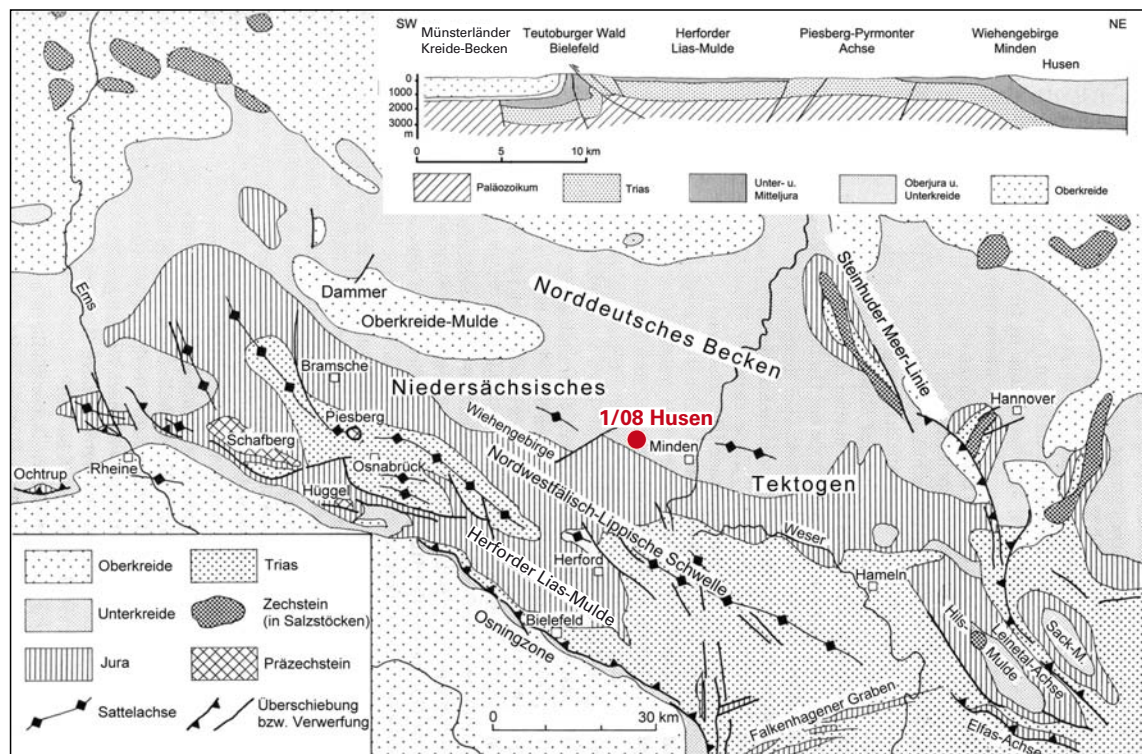 SW
NE
Münsterländer
Kreide-Becken
Teutoburger Wald
Bielefeld
Herforder
Lias-Mulde
Piesberg-Pyrmonter
Achse
Wiehengebirge
Minden
Husen
0
1000
2000
3000
m
0 5 10 km
Paläozoikum
Trias
Unter- u.
Mitteljura
Oberjura u.
Unterkreide
Oberkreide
Ems
Dammer
Oberkreide-Mulde
Norddeutsches Becken
Steinhuder Meer-Linie
Bramsche
Niedersächsisches
Hannover
Wiehengebirge
1/08 Husen
Piesberg
Minden
Schafberg
Nordwestfälisch-Lippische Schwelle
Osnabrück
Ochtrup
Rheine
Tektogen
Hüggel
Weser
Herforder Lias-Mulde
Herford
Hameln
Bielefeld
Osningzone
Hils-
Mulde
Leinetal-Achse
Sack-M.
Falkenhagener Graben
Elfas-Achse
0 30 km
Oberkreide
Trias
Unterkreide
Zechstein
(in Salzstöcken)
Jura
Präzechstein
Sattelachse
Überschiebung
bzw. Verwerfung